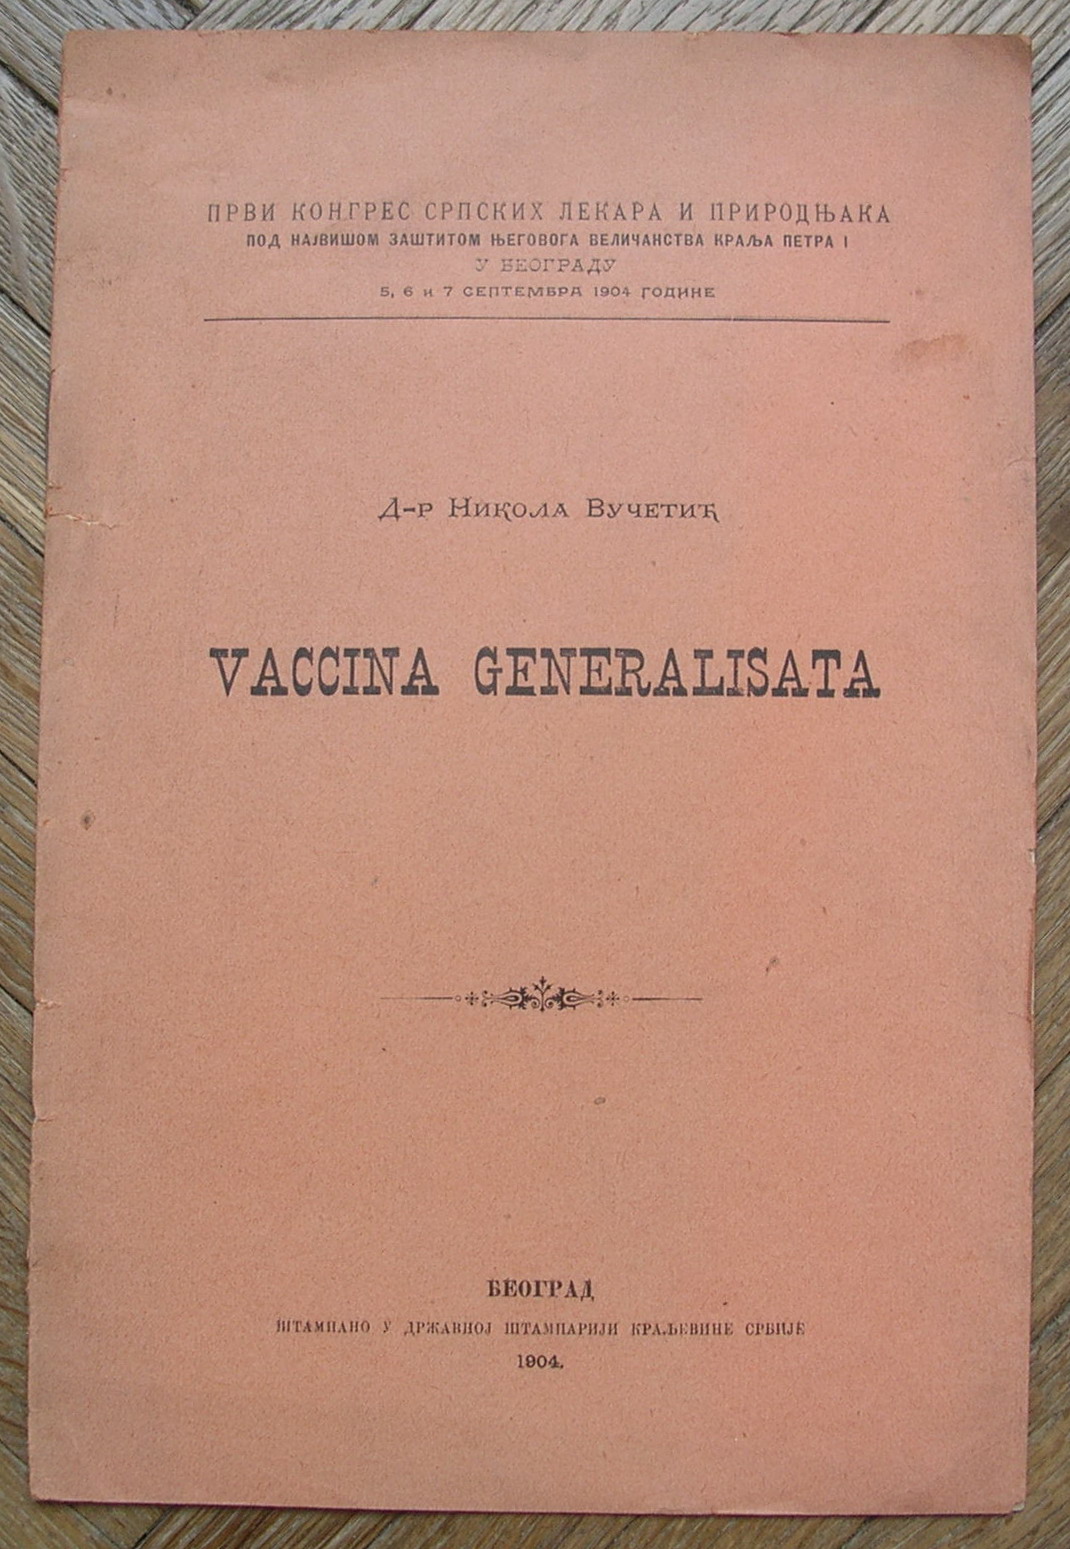 ПРВИ КОНГРЕС СРПСКИХ ЛЕКАРА И ПРИРОДЊАКА
ПОД НАЈВИШОМ ЗАШТИТОМ ЊЕГОВОГА ВЕЛИЧАНСТВА КРАЉА ПЕТРА I
У БЕОГРАДУ
5, 6 и 7 СЕПТЕМБРА 1904 ГОДИНЕ
Д-р Никола Вучетић
VACCINA GENERALISATA
БЕОГРАД
ШТАМПАНО У ДРЖАВНОЈ ШТАМПАРИЈИ КРАЉЕВИНЕ СРБИЈЕ
1904.